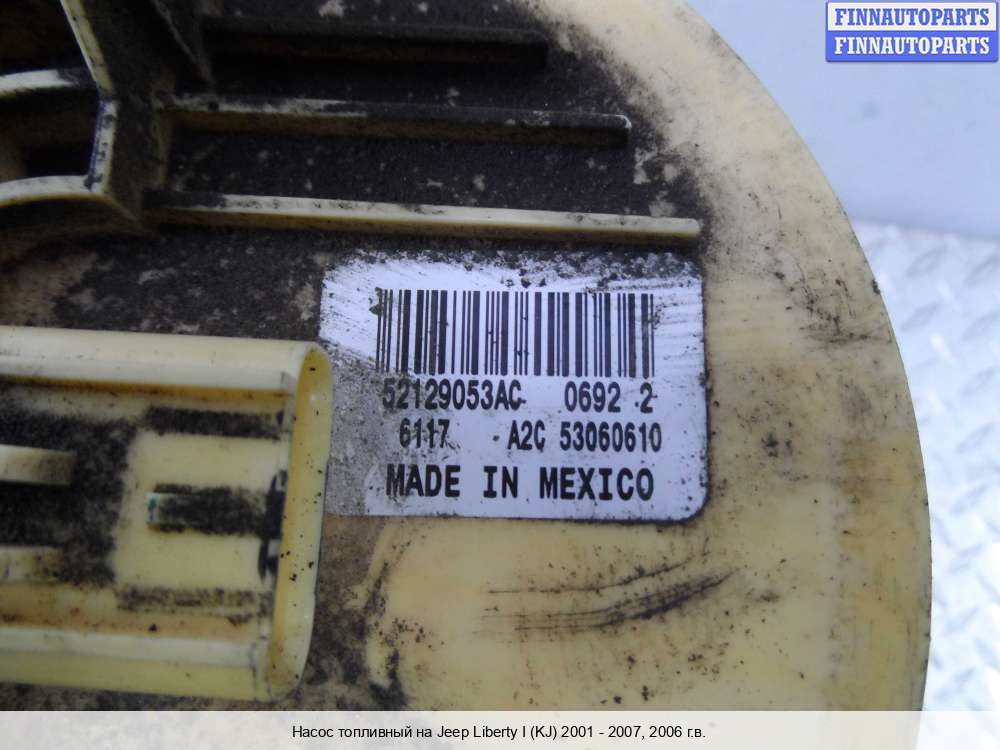 FINNAUTOPARTS
FINNAUTOPARTS
52129053AC 0692 2
6117 A2C 53060610
MADE IN MEXICO
Насос топливный на Jeep Liberty I (KJ) 2001 - 2007, 2006 г.в.